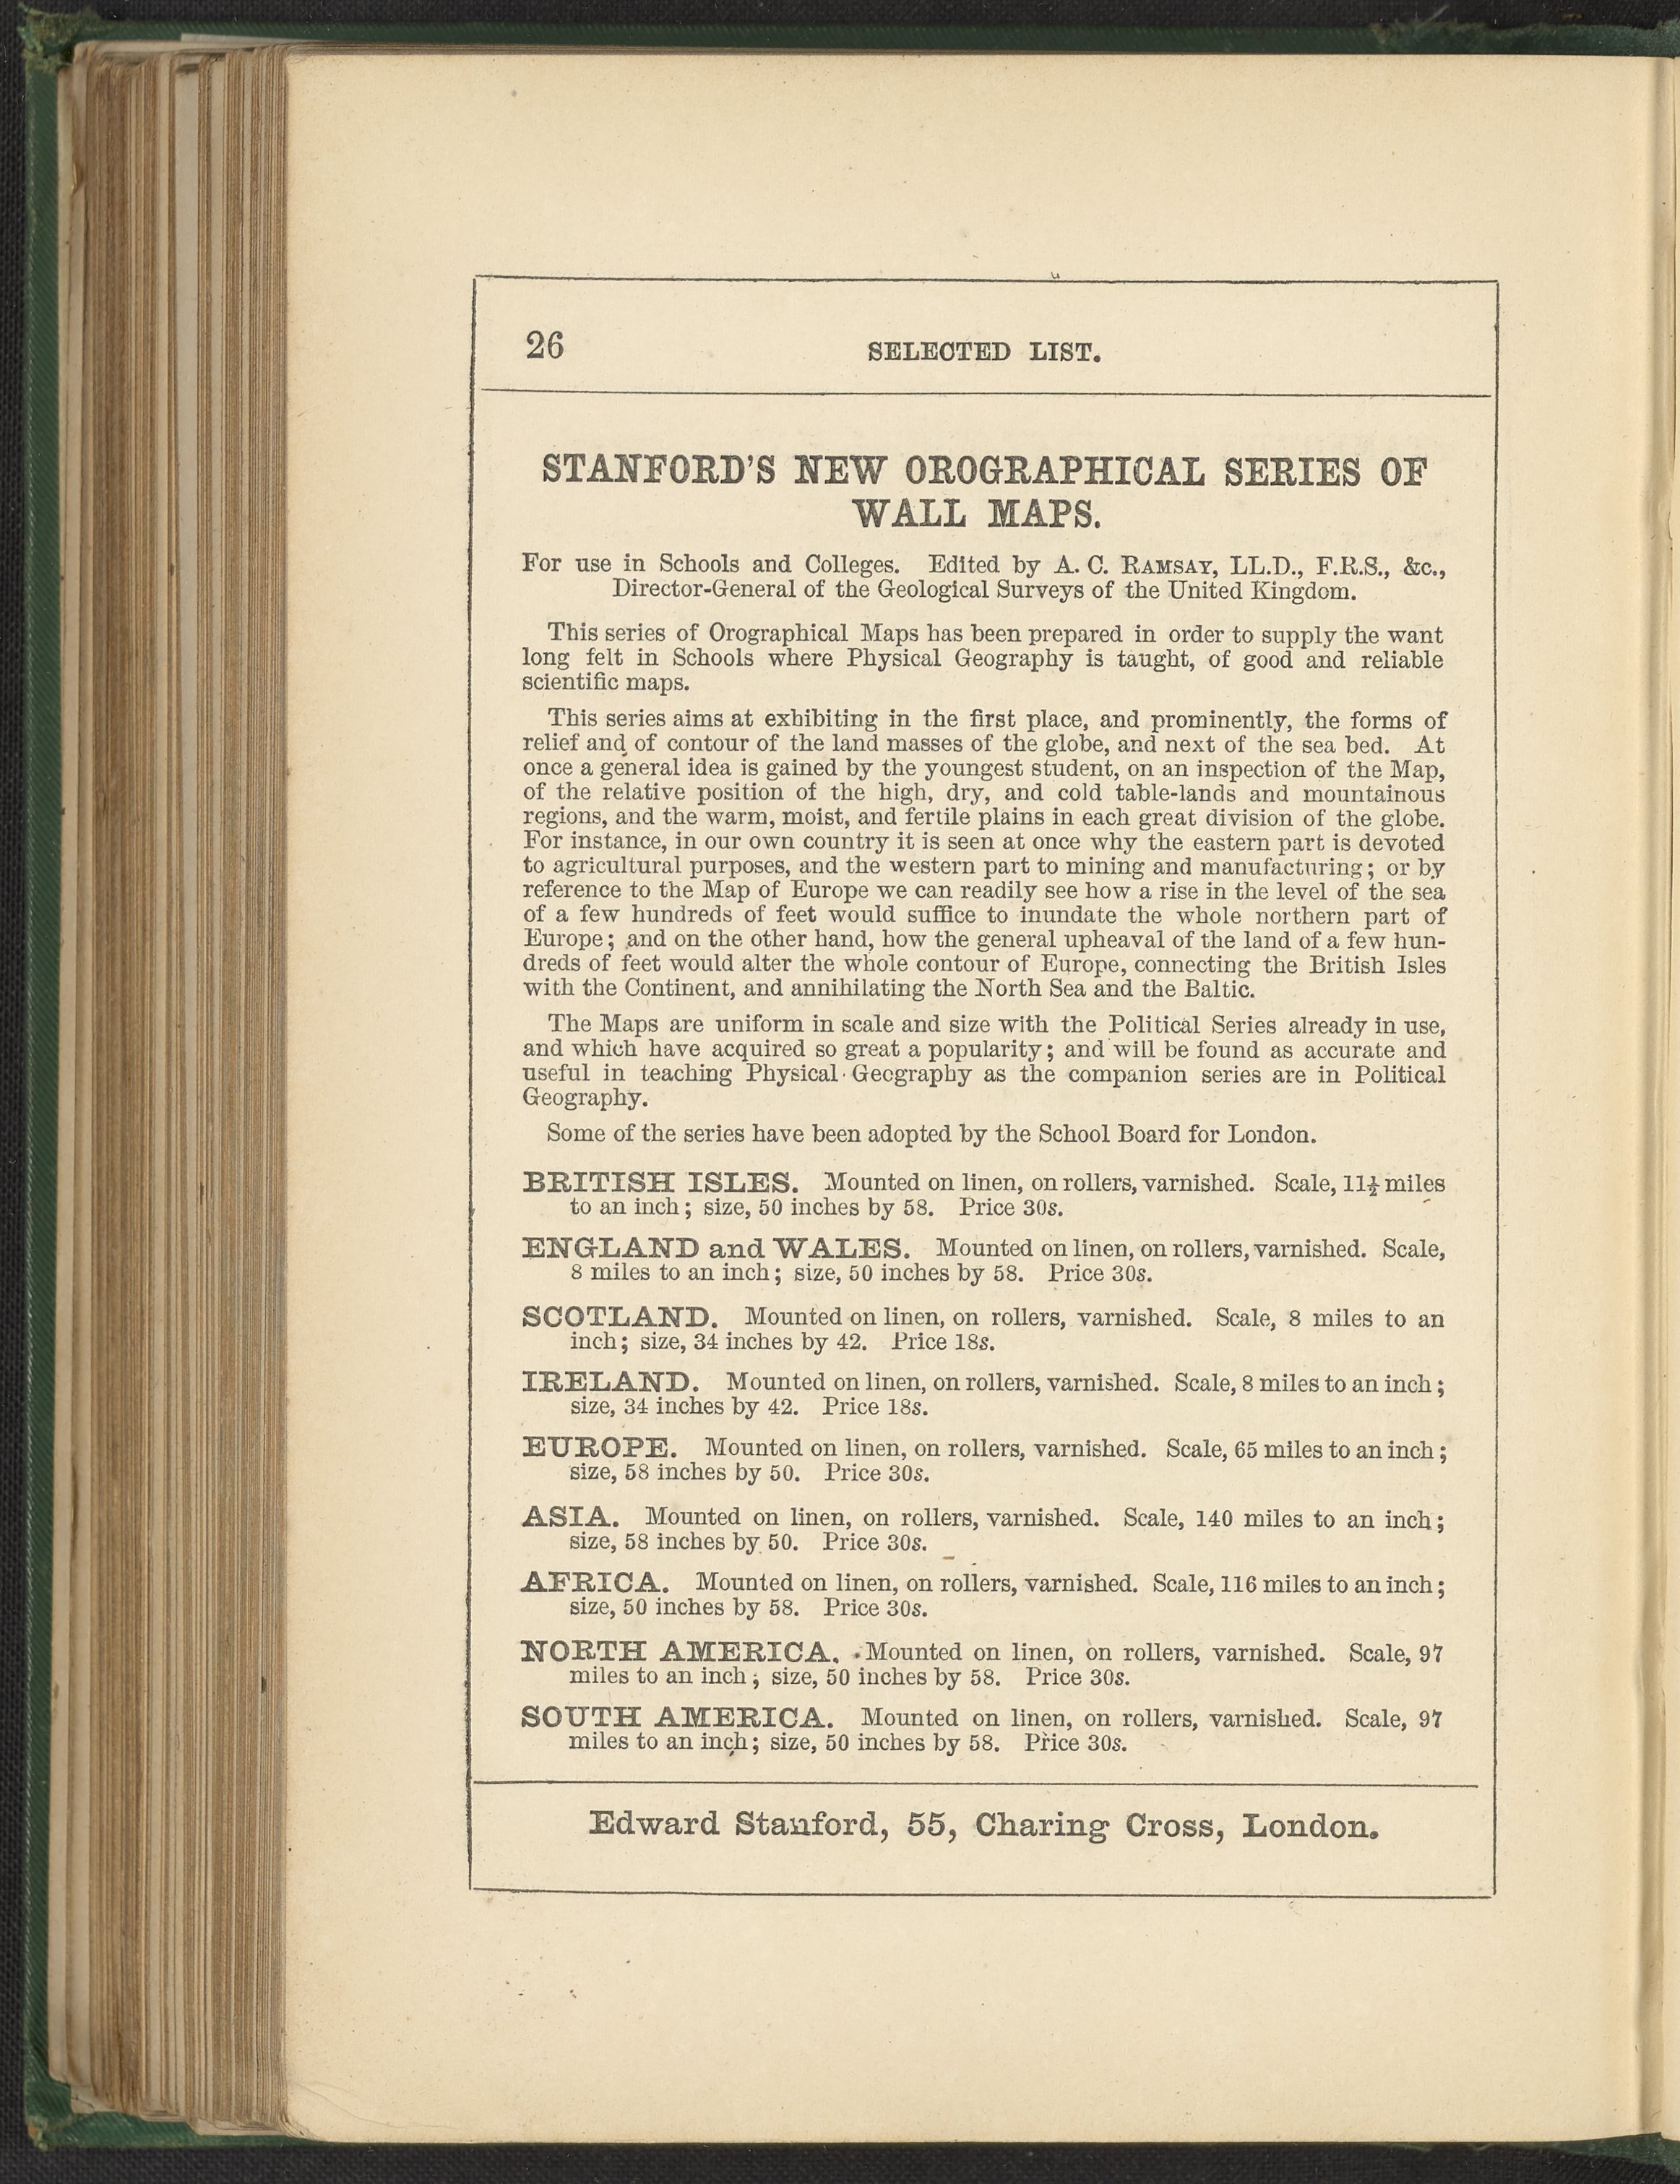 26
SELECTED LIST.
STANFORD'S NEW OROGRAPHICAL SERIES OF
WALL MAPS.
For use in Schools and Colleges. Edited by A. C. RAMSAY, LL.D., F.R.S., &c.,
Director-General of the Geological Surveys of the United Kingdom.
This series of Orographical Maps has been prepared in order to supply the want
long felt in Schools where Physical Geography is taught, of good and reliable
scientific maps.
This series aims at exhibiting in the first place, and prominently, the forms of
relief and of contour of the land masses of the globe, and next of the sea bed. At
once a general idea is gained by the youngest student, on an inspection of the Map,
of the relative position of the high, dry, and cold table-lands and mountainous
regions, and the warm, moist, and fertile plains in each great division of the globe.
For instance, in our own country it is seen at once why the eastern part is devoted
to agricultural purposes, and the western part to mining and manufacturing; or by
reference to the Map of Europe we can readily see how a rise in the level of the sea
of a few hundreds of feet would suffice to inundate the whole northern part of
Europe; and on the other hand, how the general upheaval of the land of a few hun-
dreds of feet would alter the whole contour of Europe, connecting the British Isles
with the Continent, and annihilating the North Sea and the Baltic.
The Maps are uniform in scale and size with the Political Series already in use,
and which have acquired so great a popularity; and will be found as accurate and
useful in teaching Physical Geography as the companion series are in Political
Geography.
Some of the series have been adopted by the School Board for London.
BRITISH ISLES. Mounted on linen, on rollers, varnished. Scale, 11½ miles
to an inch; size, 50 inches by 58. Price 30s.
ENGLAND and WALES. Mounted on linen, on rollers, varnished. Scale,
8 miles to an inch; size, 50 inches by 58. Price 30s.
SCOTLAND. Mounted on linen, on rollers, varnished. Scale, 8 miles to an
inch; size, 34 inches by 42. Price 18s.
IRELAND. Mounted on linen, on rollers, varnished. Scale, 8 miles to an inch;
size, 34 inches by 42. Price 18s.
EUROPE. Mounted on linen, on rollers, varnished. Scale, 65 miles to an inch;
size, 58 inches by 50. Price 30s.
ASIA. Mounted on linen, on rollers, varnished. Scale, 140 miles to an inch;
size, 58 inches by 50. Price 30s.
AFRICA. Mounted on linen, on rollers, varnished. Scale, 116 miles to an inch;
size, 50 inches by 58. Price 30s.
NORTH AMERICA. Mounted on linen, on rollers, varnished. Scale, 97
miles to an inch; size, 50 inches by 58. Price 30s.
SOUTH AMERICA. Mounted on linen, on rollers, varnished. Scale, 97
miles to an inch; size, 50 inches by 58. Price 30s.
Edward Stanford, 55, Charing Cross, London.